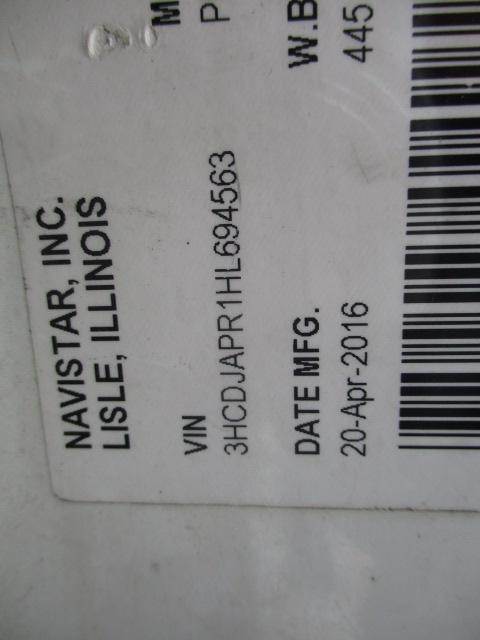 NAVISTAR, INC.
LISLE, ILLINOIS
M
P
VIN
3HCDJAPR1HL694563
W.B
445
DATE MFG.
20-Apr-2016